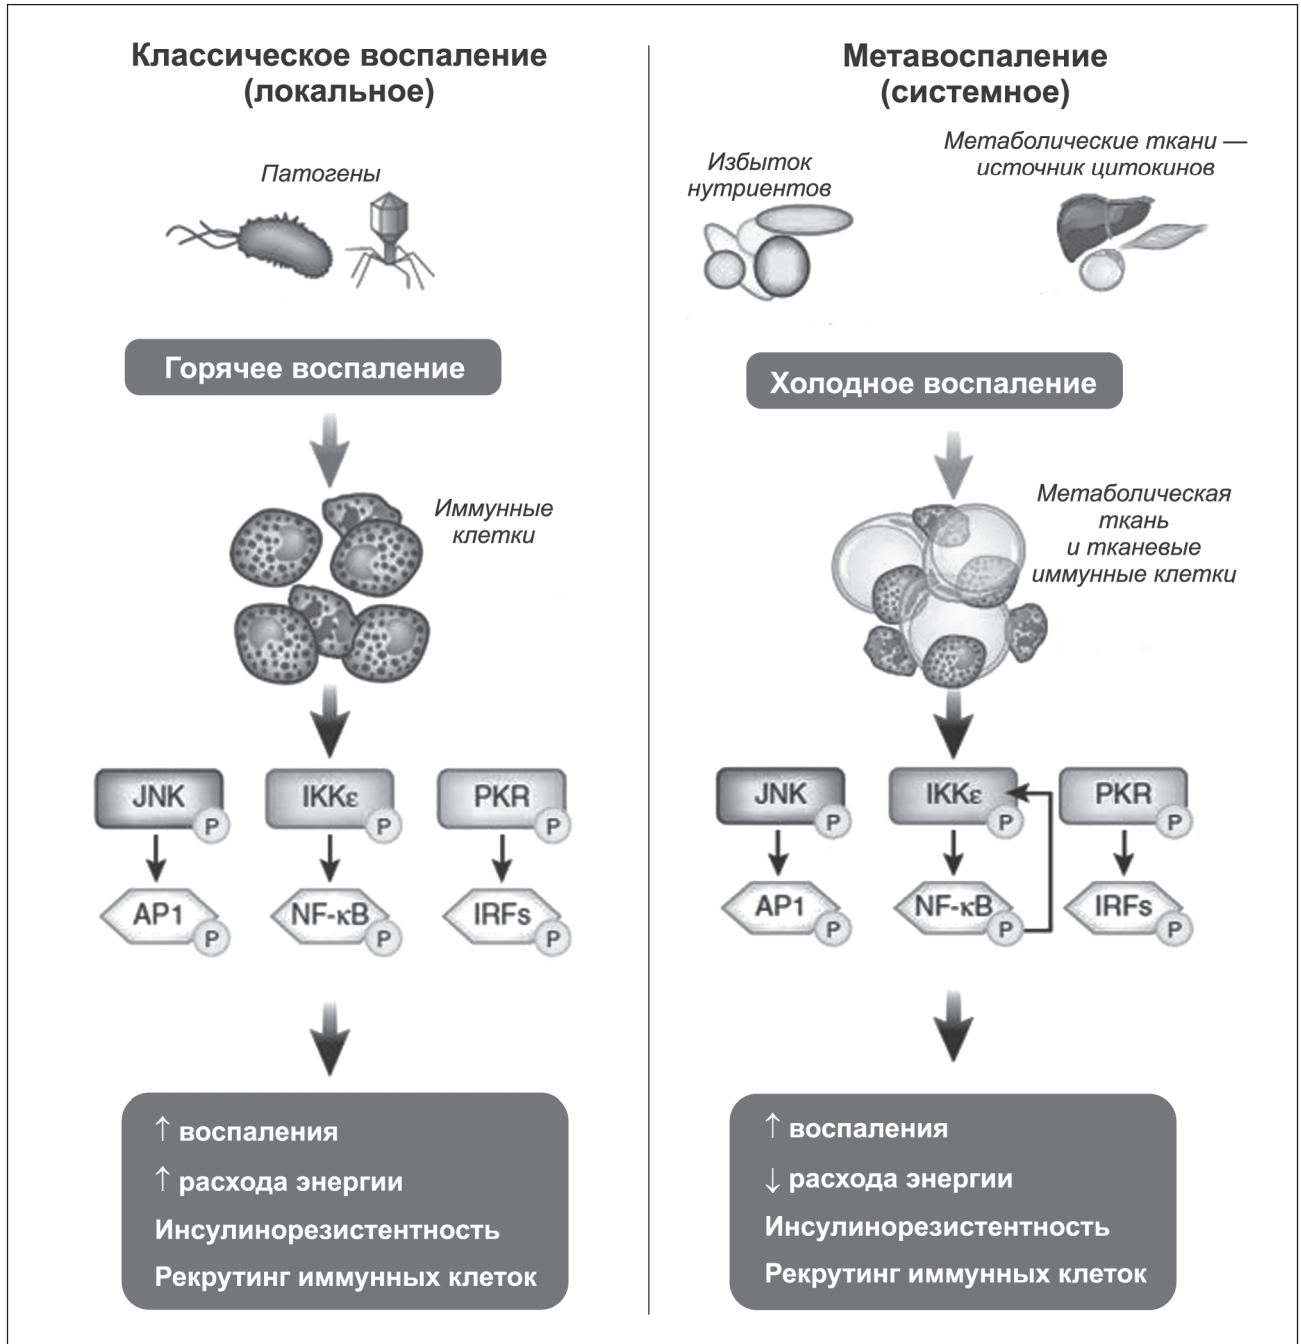 Классическое воспаление
(локальное)
Патогены
Горячее воспаление
Иммунные
клетки
JNK
P
IKKε
P
PKR
P
AP1
P
NF-κB
P
IRFs
P
↑ воспаления
↑ расхода энергии
Инсулинорезистентность
Рекрутинг иммунных клеток
Метавоспаление
(системное)
Избыток
нутриентов
Метаболические ткани —
источник цитокинов
Холодное воспаление
Метаболическая
ткань
и тканевые
иммунные клетки
JNK
P
IKKε
P
PKR
P
AP1
P
NF-κB
P
IRFs
P
↑ воспаления
↓ расхода энергии
Инсулинорезистентность
Рекрутинг иммунных клеток